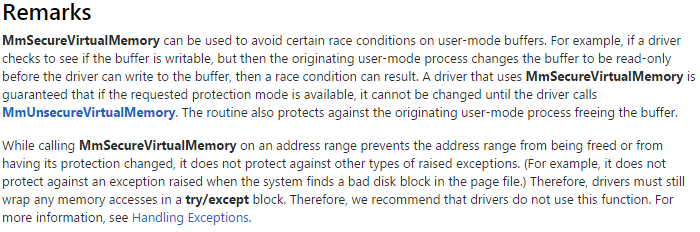 Remarks
MmSecureVirtualMemory can be used to avoid certain race conditions on user-mode buffers. For example, if a driver
checks to see if the buffer is writable, but then the originating user-mode process changes the buffer to be read-only
before the driver can write to the buffer, then a race condition can result. A driver that uses MmSecureVirtualMemory is
guaranteed that if the requested protection mode is available, it cannot be changed until the driver calls
MmUnsecureVirtualMemory. The routine also protects against the originating user-mode process freeing the buffer.
While calling MmSecureVirtualMemory on an address range prevents the address range from being freed or from
having its protection changed, it does not protect against other types of raised exceptions. (For example, it does not
protect against an exception raised when the system finds a bad disk block in the page file.) Therefore, drivers must still
wrap any memory accesses in a try/except block. Therefore, we recommend that drivers do not use this function. For
more information, see Handling Exceptions.